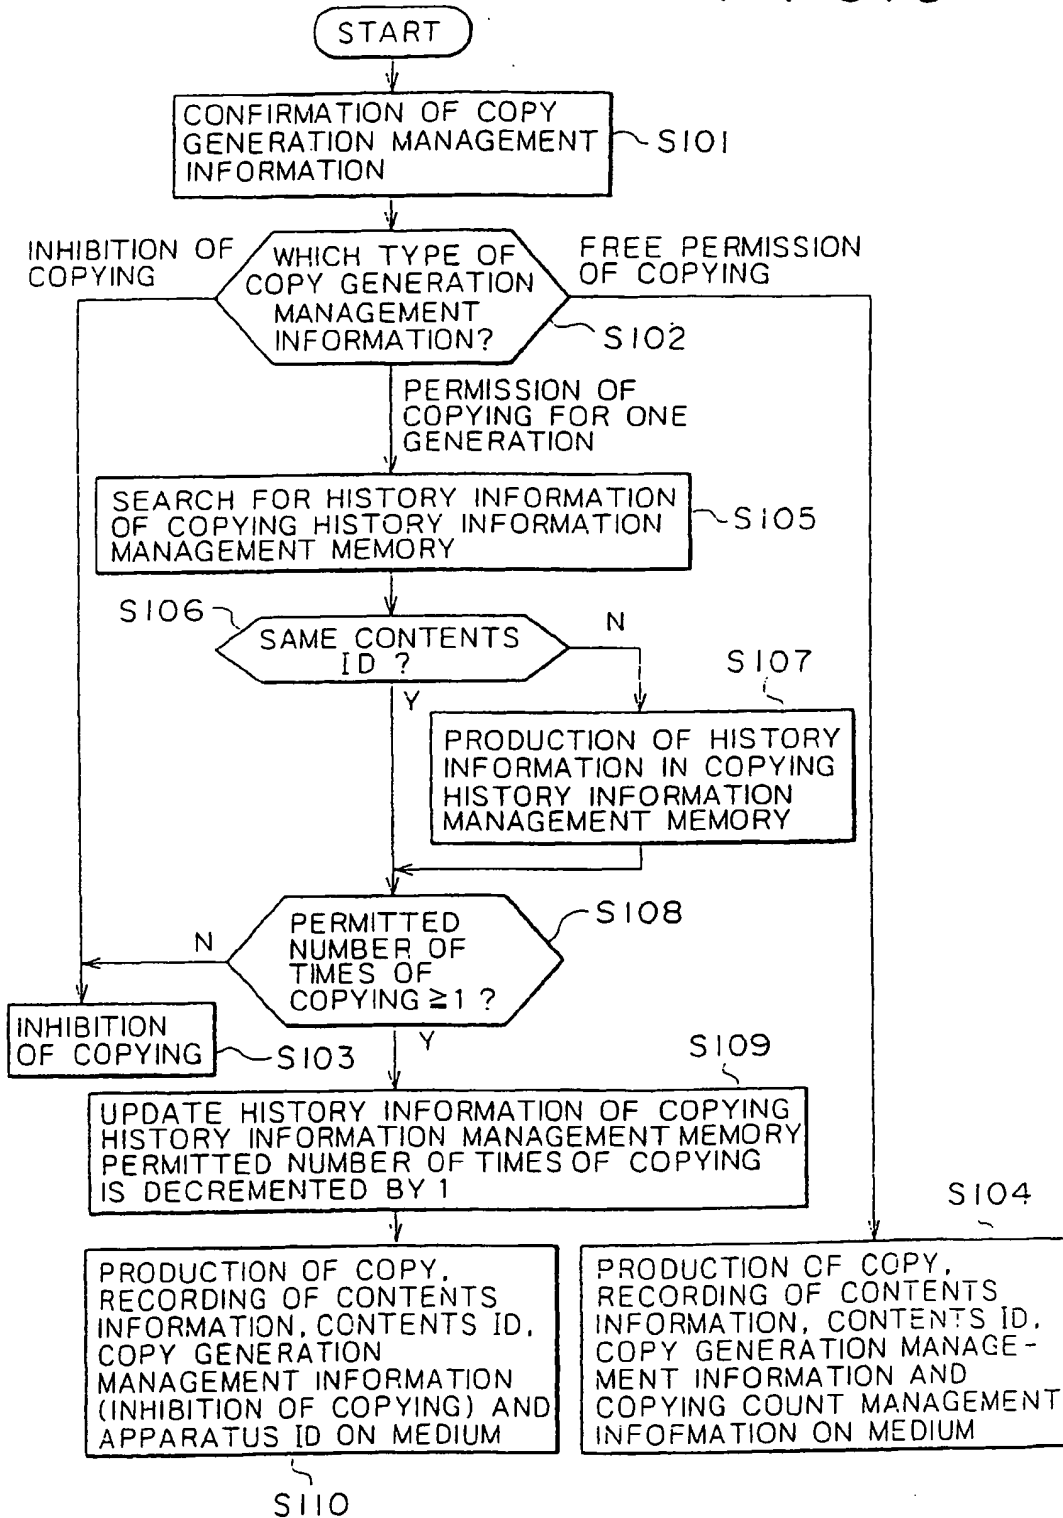 START
CONFIRMATION OF COPY
GENERATION MANAGEMENT
INFORMATION
S101
INHIBITION OF
COPYING
WHICH TYPE OF
COPY GENERATION
MANAGEMENT
INFORMATION?
FREE PERMISSION
OF COPYING
S102
PERMISSION OF
COPYING FOR ONE
GENERATION
SEARCH FOR HISTORY INFORMATION
OF COPYING HISTORY INFORMATION
MANAGEMENT MEMORY
S105
S106
SAME CONTENTS
ID ?
N
Y
S107
PRODUCTION OF HISTORY
INFORMATION IN COPYING
HISTORY INFORMATION
MANAGEMENT MEMORY
PERMITTED
NUMBER OF
TIMES OF
COPYING ≧ 1 ?
S108
N
Y
INHIBITION
OF COPYING
S103
S109
UPDATE HISTORY INFORMATION OF COPYING
HISTORY INFORMATION MANAGEMENT MEMORY
PERMITTED NUMBER OF TIMES OF COPYING
IS DECREMENTED BY 1
S104
PRODUCTION OF COPY,
RECORDING OF CONTENTS
INFORMATION, CONTENTS ID,
COPY GENERATION
MANAGEMENT INFORMATION
(INHIBITION OF COPYING) AND
APPARATUS ID ON MEDIUM
S110
PRODUCTION OF COPY,
RECORDING OF CONTENTS
INFORMATION, CONTENTS ID,
COPY GENERATION MANAGE-
MENT INFORMATION AND
COPYING COUNT MANAGEMENT
INFOFMATION ON MEDIUM